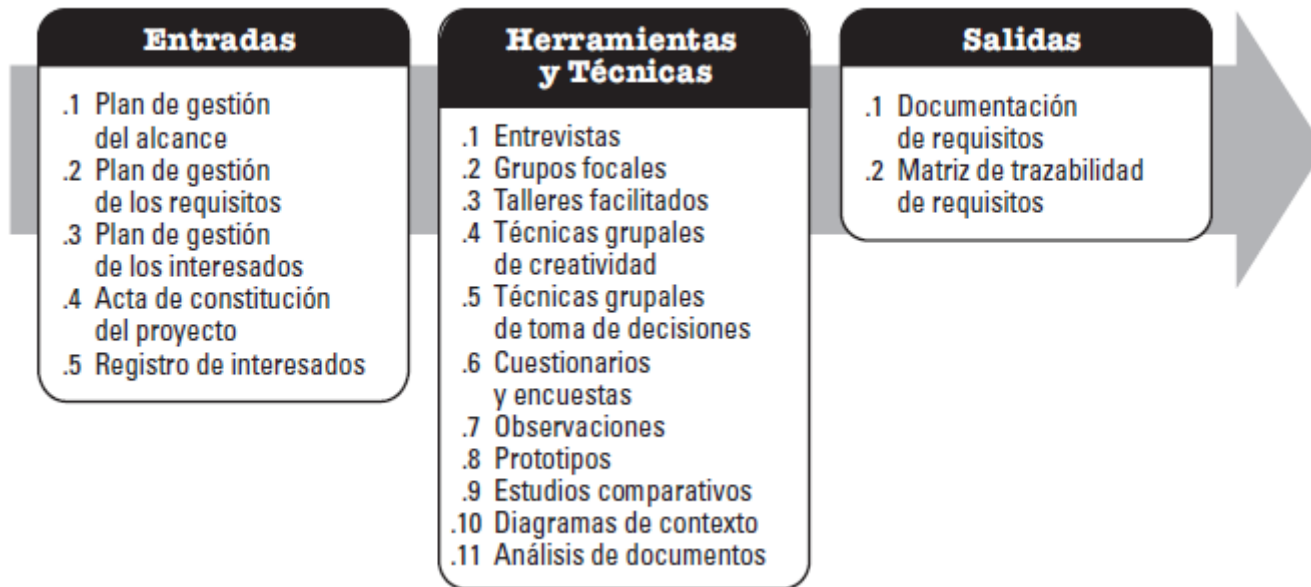 Entradas
.1 Plan de gestión
del alcance
.2 Plan de gestión
de los requisitos
.3 Plan de gestión
de los interesados
.4 Acta de constitución
del proyecto
.5 Registro de interesados
Herramientas
y Técnicas
.1 Entrevistas
.2 Grupos focales
.3 Talleres facilitados
.4 Técnicas grupales
de creatividad
.5 Técnicas grupales
de toma de decisiones
.6 Cuestionarios
y encuestas
.7 Observaciones
.8 Prototipos
.9 Estudios comparativos
.10 Diagramas de contexto
.11 Análisis de documentos
Salidas
.1 Documentación
de requisitos
.2 Matriz de trazabilidad
de requisitos